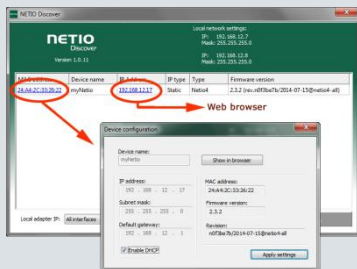 NETIO Discover
NETIO
Discover
Version 1.0.11
Local network settings:
IP: 192.168.12.7
Mask: 255.255.255.0
IP: 192.168.12.8
Mask: 255.255.255.0
MAC address Device name IP Address IP type Type Firmware version
24:A4:2C:33:26:22 myNetio 192.168.12.17 Static Netio4 2.3.2 (rev.n0f3ba7b/2014-07-15@netio4-all)
Web browser
Device configuration
Device name:
myNetio
Show in browser
IP address:
192 . 168 . 12 . 17
MAC address:
24:A4:2C:33:26:22
Subnet mask:
255 . 255 . 255 . 0
Firmware version:
2.3.2
Default gateway:
192 . 168 . 12 . 1
Revision:
n0f3ba7b/2014-07-15@netio4-all
Enable DHCP
Apply settings
Local adapter IP: All interfaces